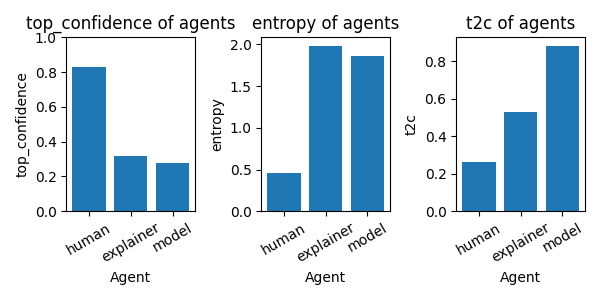 top_confidence of agents
top_confidence
1.0
0.8
0.6
0.4
0.2
0.0
human
explainer
model
Agent
entropy of agents
entropy
2.0
1.5
1.0
0.5
0.0
human
explainer
model
Agent
t2c of agents
t2c
0.8
0.6
0.4
0.2
0.0
human
explainer
model
Agent